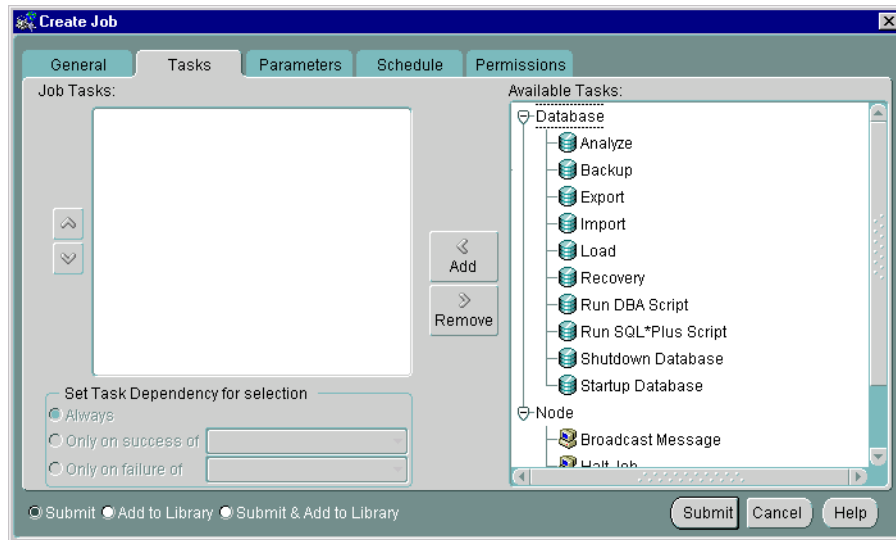 Create Job
General Tasks Parameters Schedule Permissions
Job Tasks:
Available Tasks:
Database
Analyze
Backup
Export
Import
Load
Recovery
Run DBA Script
Run SQL*Plus Script
Shutdown Database
Startup Database
Node
Broadcast Message
Halt Job
Add
Remove
Set Task Dependency for selection
Always
Only on success of
Only on failure of
Submit Add to Library Submit & Add to Library
Submit Cancel Help